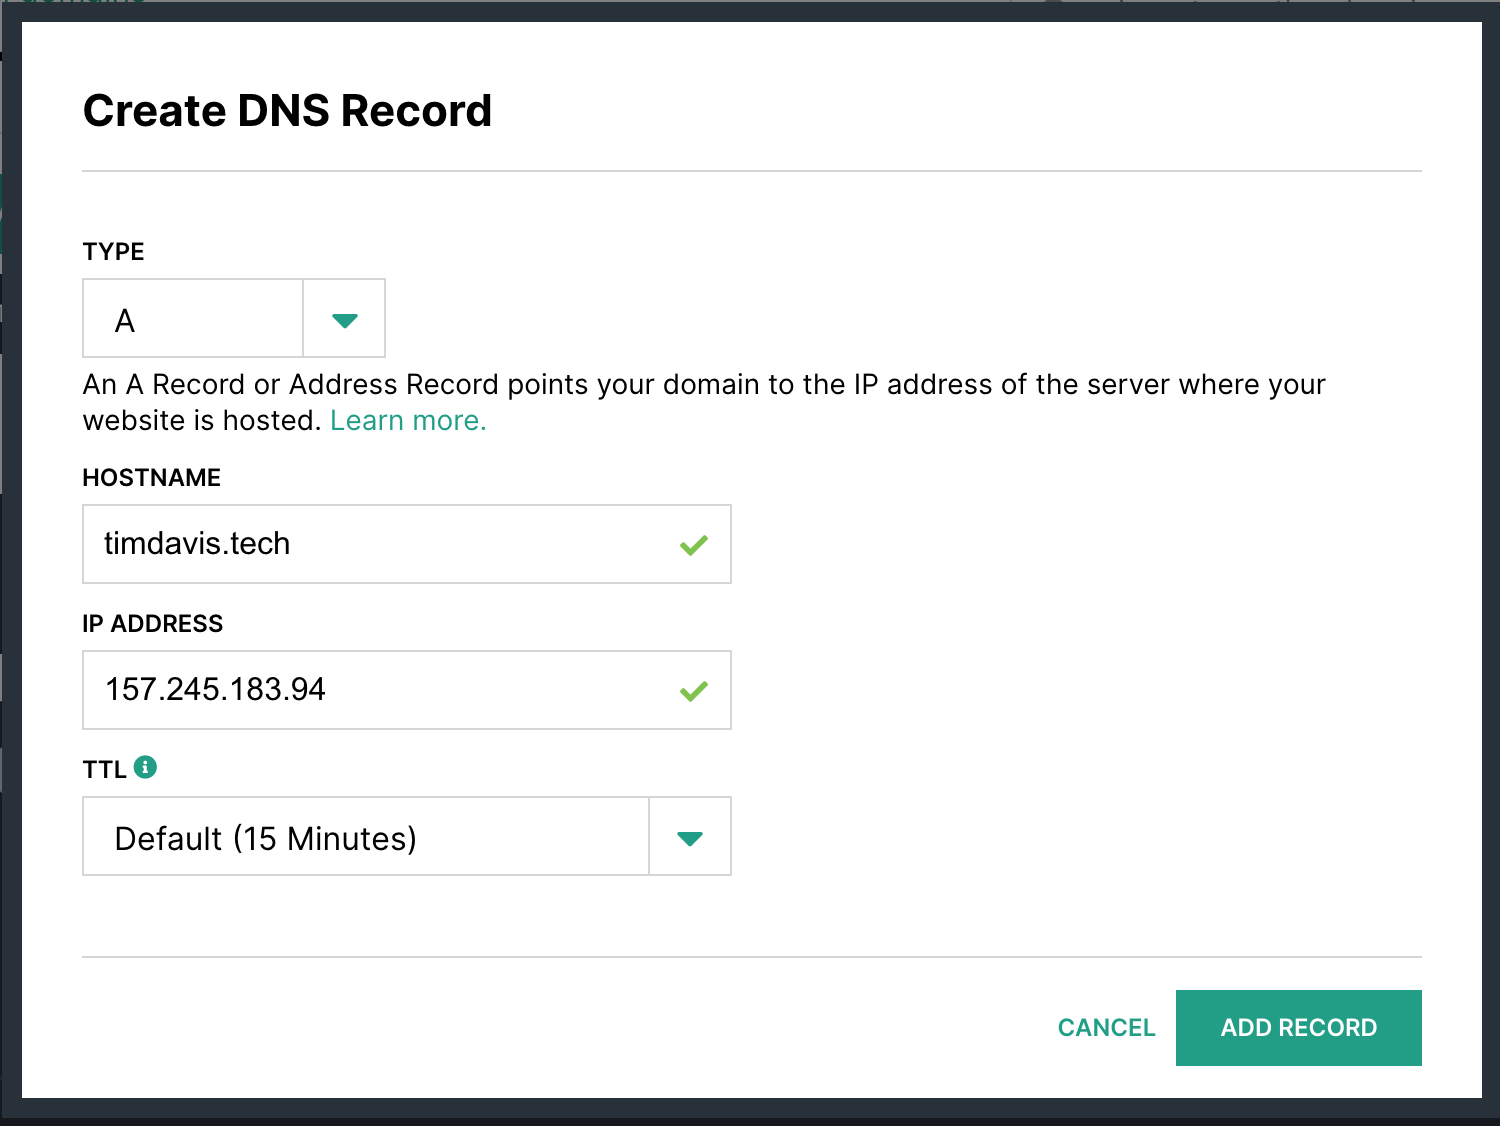 Create DNS Record
TYPE
A
An A Record or Address Record points your domain to the IP address of the server where your
website is hosted. Learn more.
HOSTNAME
timdavis.tech
IP ADDRESS
157.245.183.94
TTL
Default (15 Minutes)
CANCEL
ADD RECORD